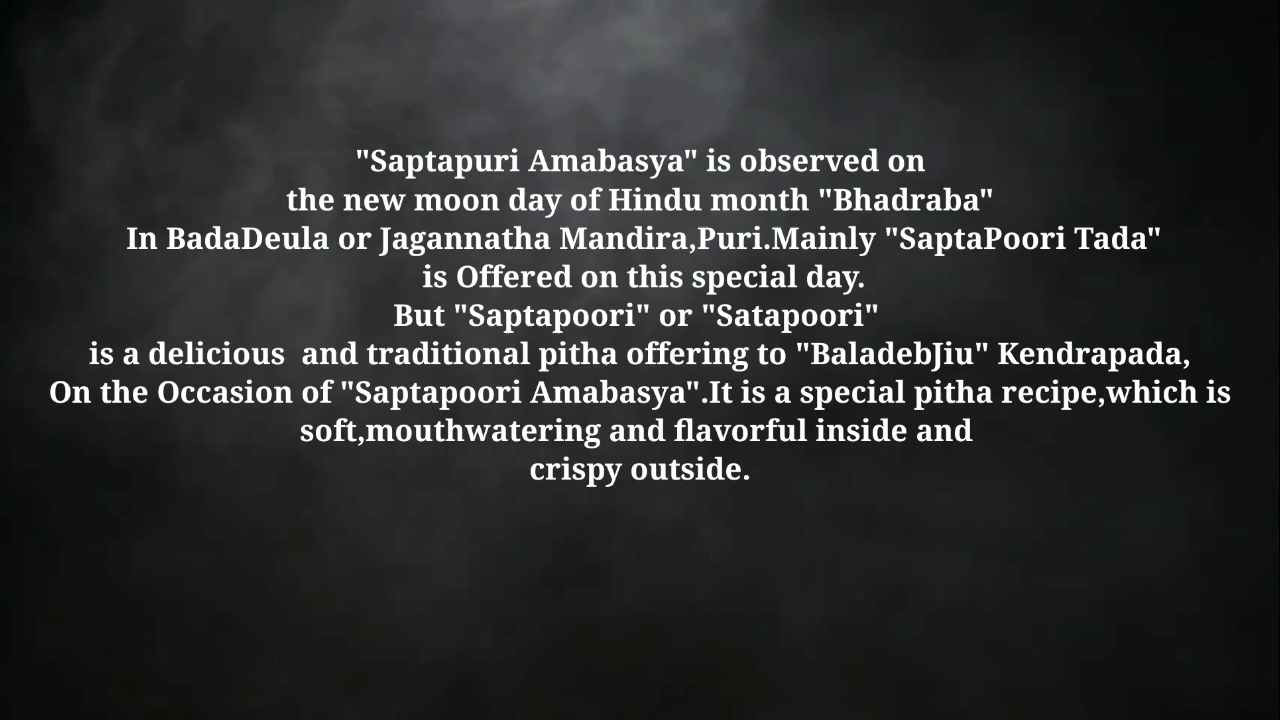 "Saptapuri Amabasya" is observed on
the new moon day of Hindu month "Bhadraba"
In BadaDeula or Jagannatha Mandira,Puri.Mainly "SaptaPoori Tada"
is Offered on this special day.
But "Saptapoori" or "Satapoori"
is a delicious  and traditional pitha offering to "BaladebJiu" Kendrapada,
On the Occasion of "Saptapoori Amabasya".It is a special pitha recipe,which is
soft,mouthwatering and flavorful inside and
crispy outside.